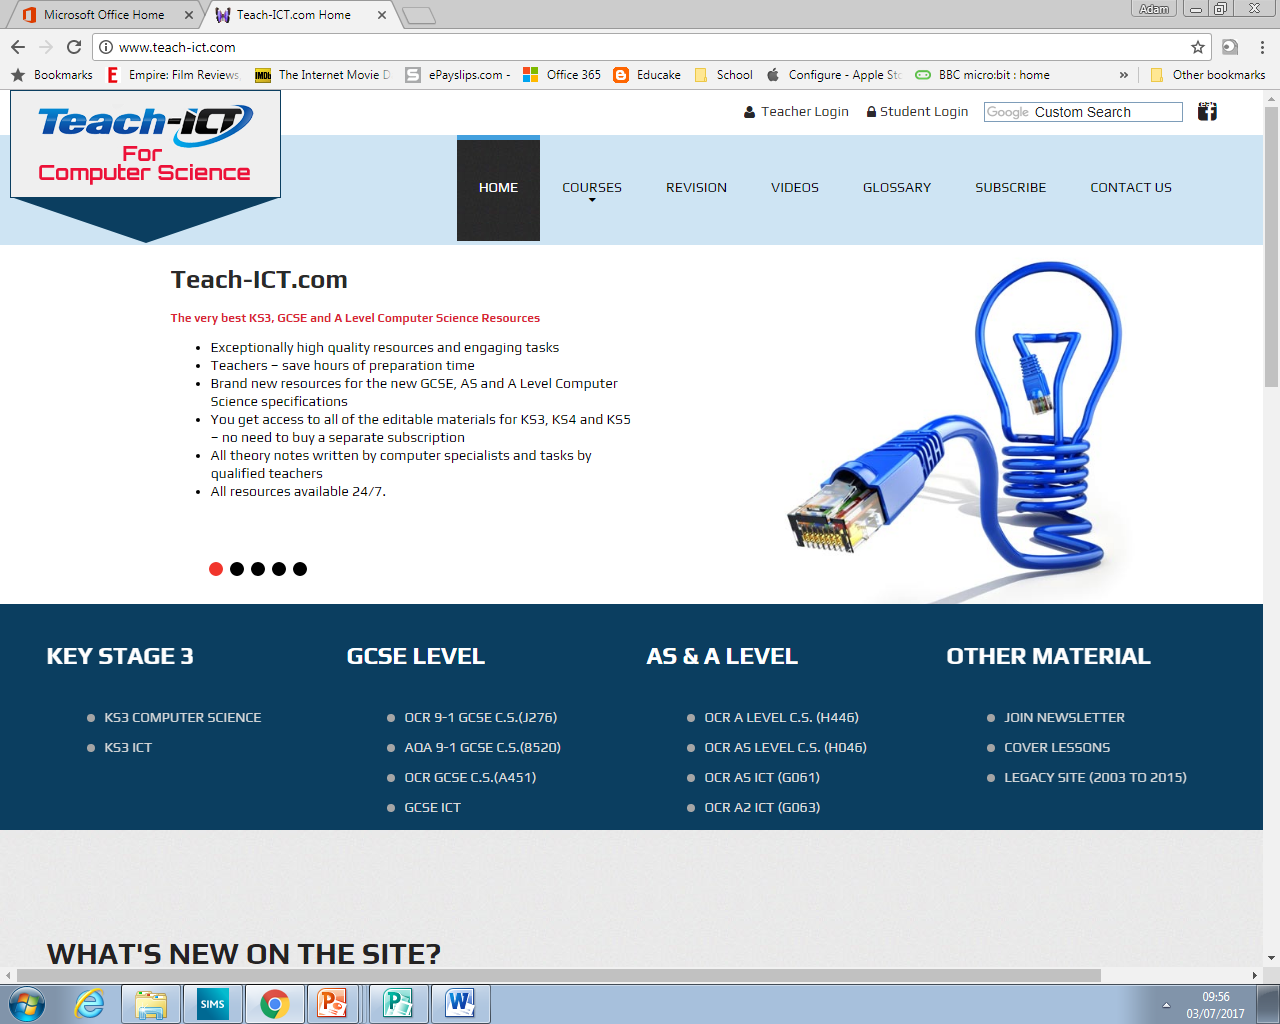 Microsoft Office Home
Teach-ICT.com Home
Adam
www.teach-ict.com
Bookmarks
Empire: Film Reviews,
The Internet Movie D
ePayslips.com -
Office 365
Educake
School
Configure - Apple Sto
BBC micro:bit : home
»
Other bookmarks
Teach-ICT
For
Computer Science
Teacher Login
Student Login
Google Custom Search
HOME
COURSES
REVISION
VIDEOS
GLOSSARY
SUBSCRIBE
CONTACT US
Teach-ICT.com
The very best KS3, GCSE and A Level Computer Science Resources
• Exceptionally high quality resources and engaging tasks
• Teachers – save hours of preparation time
• Brand new resources for the new GCSE, AS and A Level Computer
Science specifications
• You get access to all of the editable materials for KS3, KS4 and KS5
– no need to buy a separate subscription
• All theory notes written by computer specialists and tasks by
qualified teachers
• All resources available 24/7.
KEY STAGE 3
KS3 COMPUTER SCIENCE
KS3 ICT
GCSE LEVEL
OCR 9-1 GCSE C.S.(J276)
AQA 9-1 GCSE C.S.(8520)
OCR GCSE C.S.(A451)
GCSE ICT
AS & A LEVEL
OCR A LEVEL C.S. (H446)
OCR AS LEVEL C.S. (H046)
OCR AS ICT (G061)
OCR A2 ICT (G063)
OTHER MATERIAL
JOIN NEWSLETTER
COVER LESSONS
LEGACY SITE (2003 TO 2015)
WHAT'S NEW ON THE SITE?
SIMS
09:56
03/07/2017